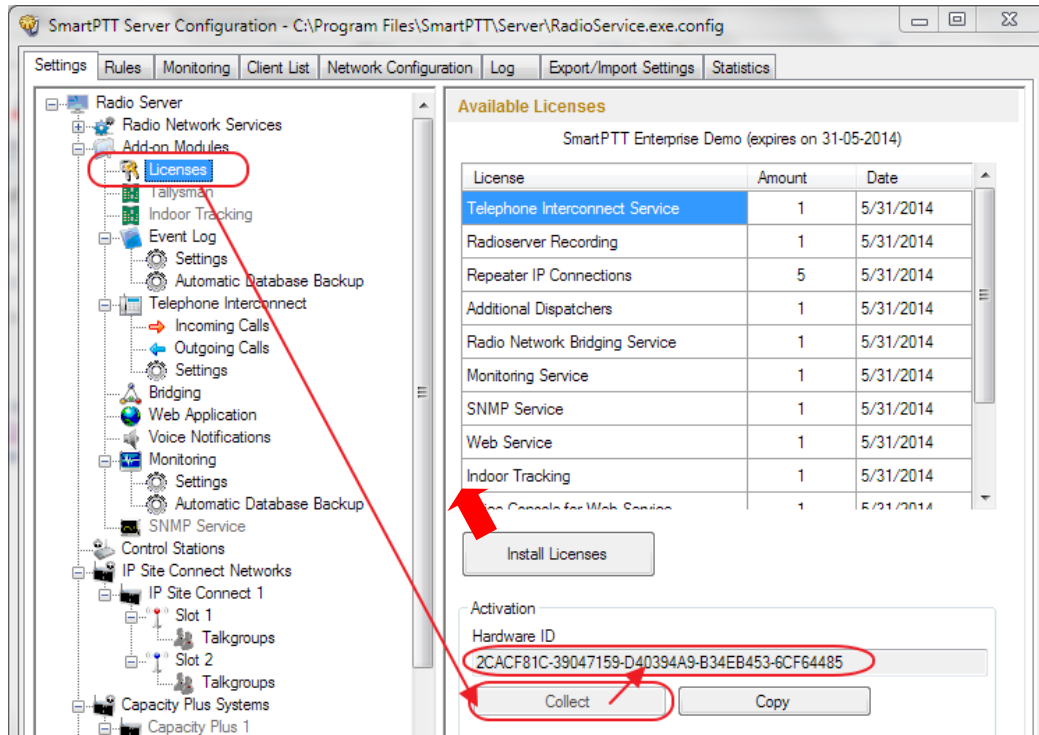 SmartPTT Server Configuration - C:\Program Files\SmartPTT\Server\RadioService.exe.config
Settings Rules Monitoring Client List Network Configuration Log Export/Import Settings Statistics
Radio Server
Radio Network Services
Add-on Modules
Licenses
Tallysman
Indoor Tracking
Event Log
Settings
Automatic Database Backup
Telephone Interconnect
Incoming Calls
Outgoing Calls
Settings
Bridging
Web Application
Voice Notifications
Monitoring
Settings
Automatic Database Backup
SNMP Service
Control Stations
IP Site Connect Networks
IP Site Connect 1
Slot 1
Talkgroups
Slot 2
Talkgroups
Capacity Plus Systems
Capacity Plus 1
Available Licenses
SmartPTT Enterprise Demo (expires on 31-05-2014)
License Amount Date
Telephone Interconnect Service 1 5/31/2014
Radioserver Recording 1 5/31/2014
Repeater IP Connections 5 5/31/2014
Additional Dispatchers 1 5/31/2014
Radio Network Bridging Service 1 5/31/2014
Monitoring Service 1 5/31/2014
SNMP Service 1 5/31/2014
Web Service 1 5/31/2014
Indoor Tracking 1 5/31/2014
Console for Web Service 1 5/31/2014
Install Licenses
Activation
Hardware ID
2CACF81C-39047159-D40394A9-B34EB453-6CF64485
Collect Copy